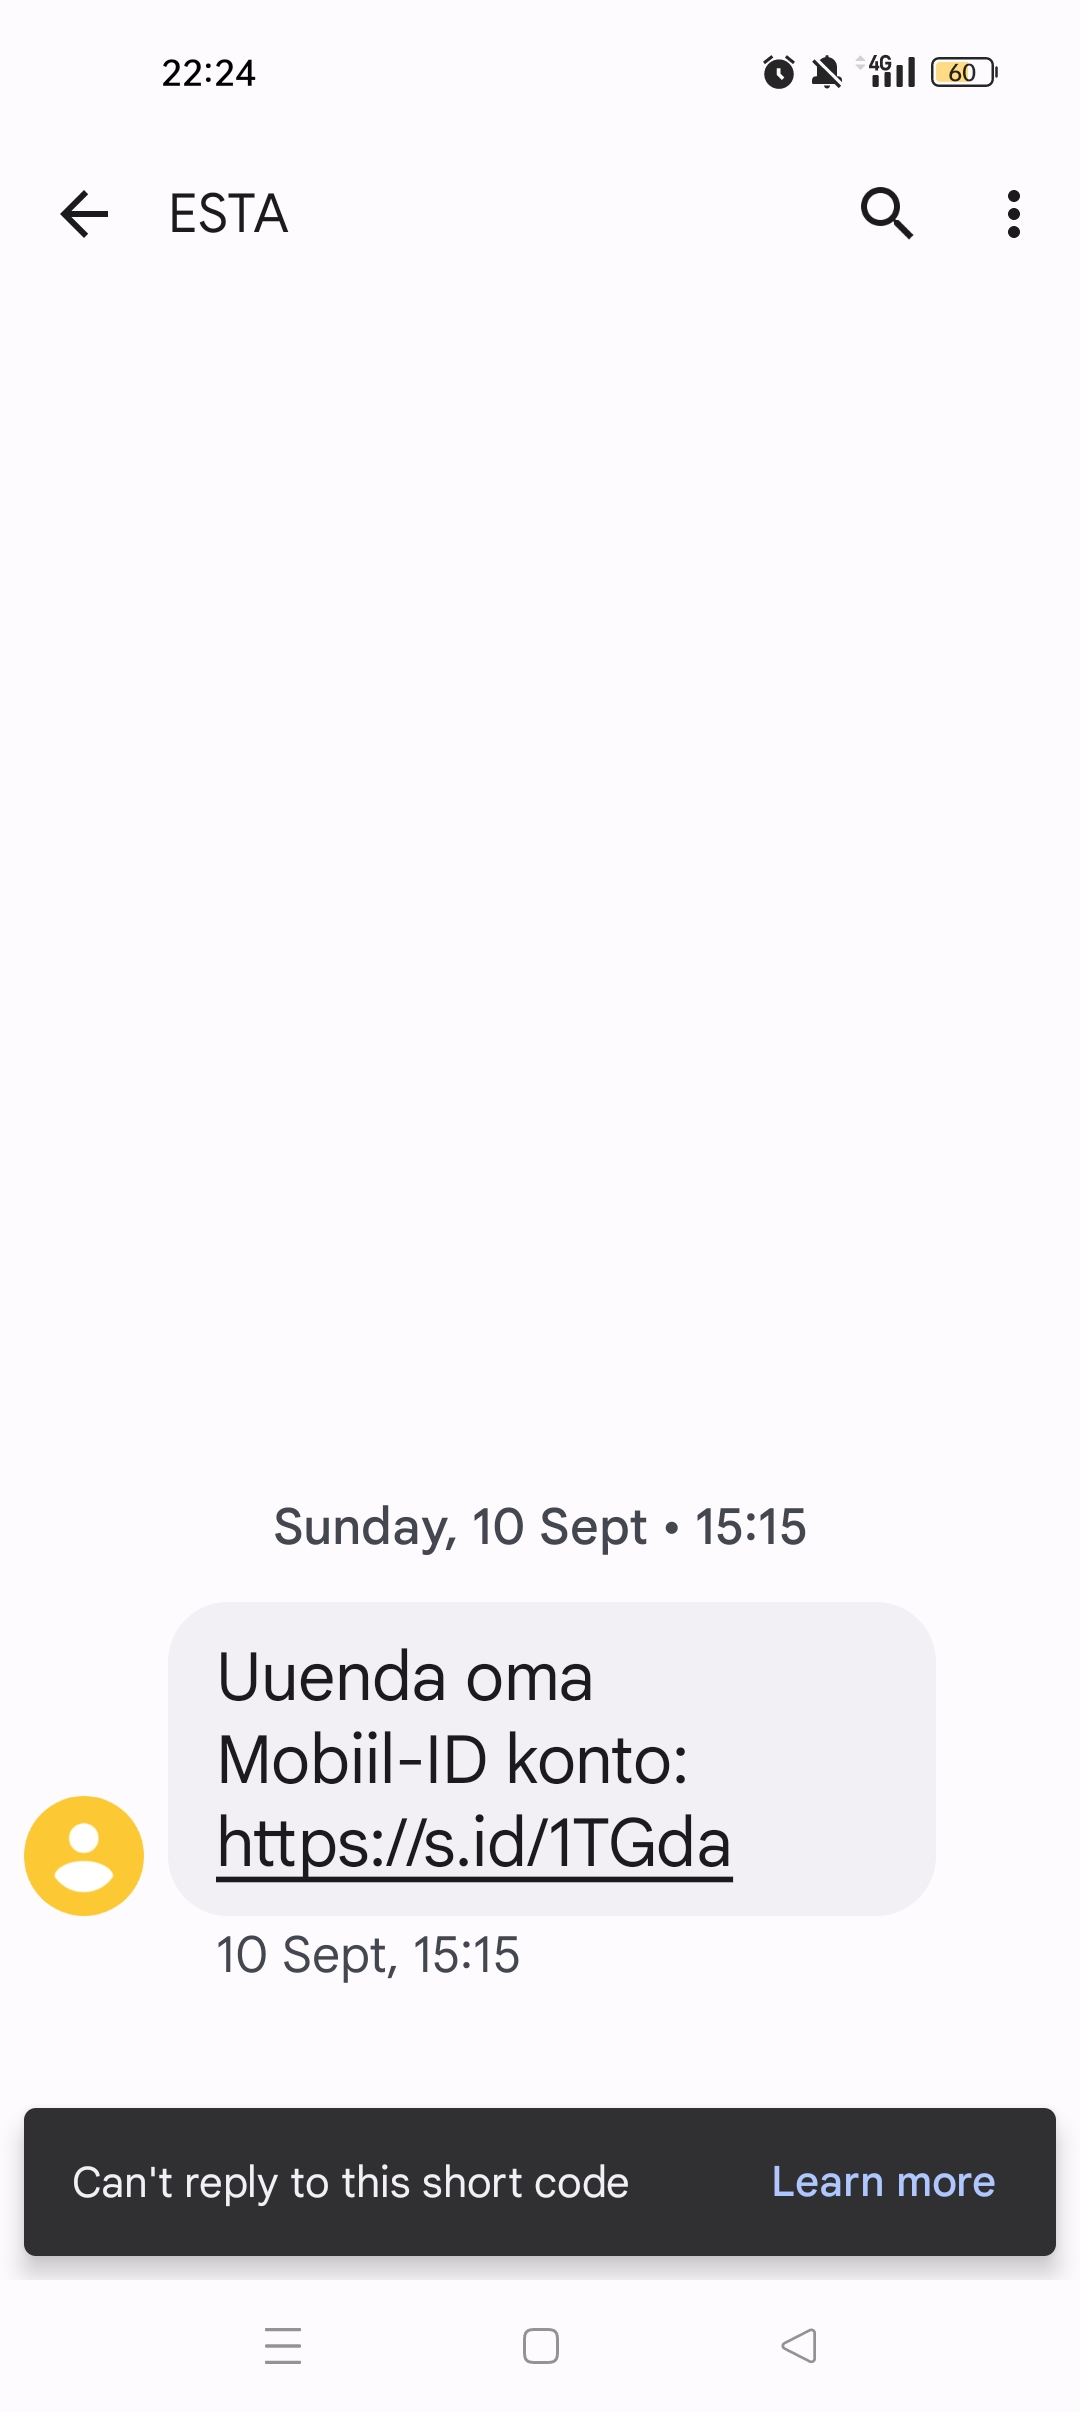 22:24
4G
60
ESTA
Sunday, 10 Sept • 15:15
Uuenda oma
Mobiil-ID konto:
https://s.id/1TGda
10 Sept, 15:15
Can't reply to this short code
Learn more